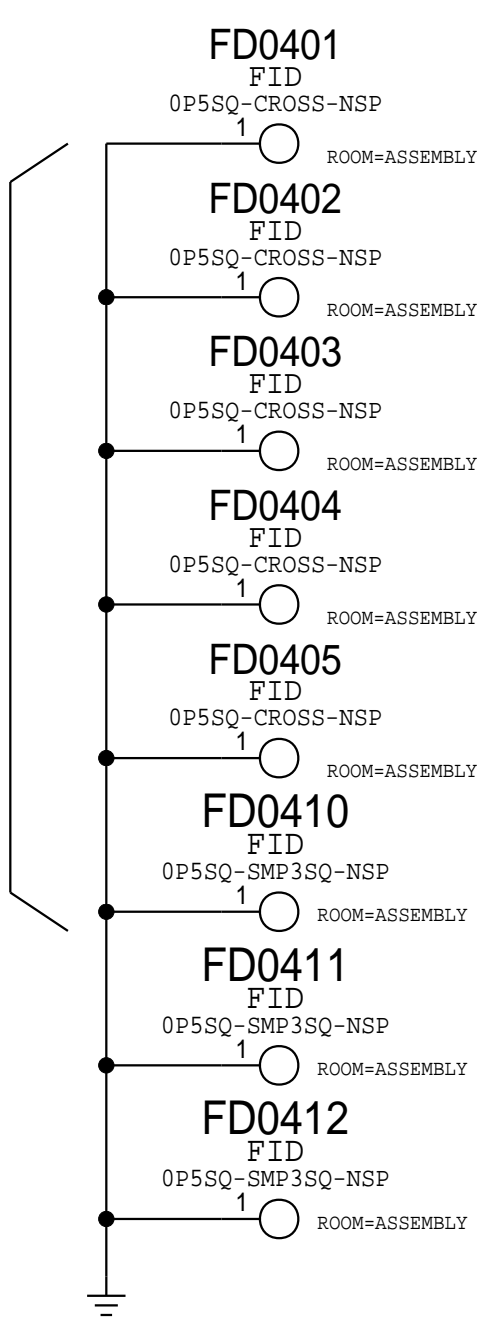 FD0401
FID
0P5SQ-CROSS-NSP
1
ROOM=ASSEMBLY
FD0402
FID
0P5SQ-CROSS-NSP
1
ROOM=ASSEMBLY
FD0403
FID
0P5SQ-CROSS-NSP
1
ROOM=ASSEMBLY
FD0404
FID
0P5SQ-CROSS-NSP
1
ROOM=ASSEMBLY
FD0405
FID
0P5SQ-CROSS-NSP
1
ROOM=ASSEMBLY
FD0410
FID
0P5SQ-SMP3SQ-NSP
1
ROOM=ASSEMBLY
FD0411
FID
0P5SQ-SMP3SQ-NSP
1
ROOM=ASSEMBLY
FD0412
FID
0P5SQ-SMP3SQ-NSP
1
ROOM=ASSEMBLY